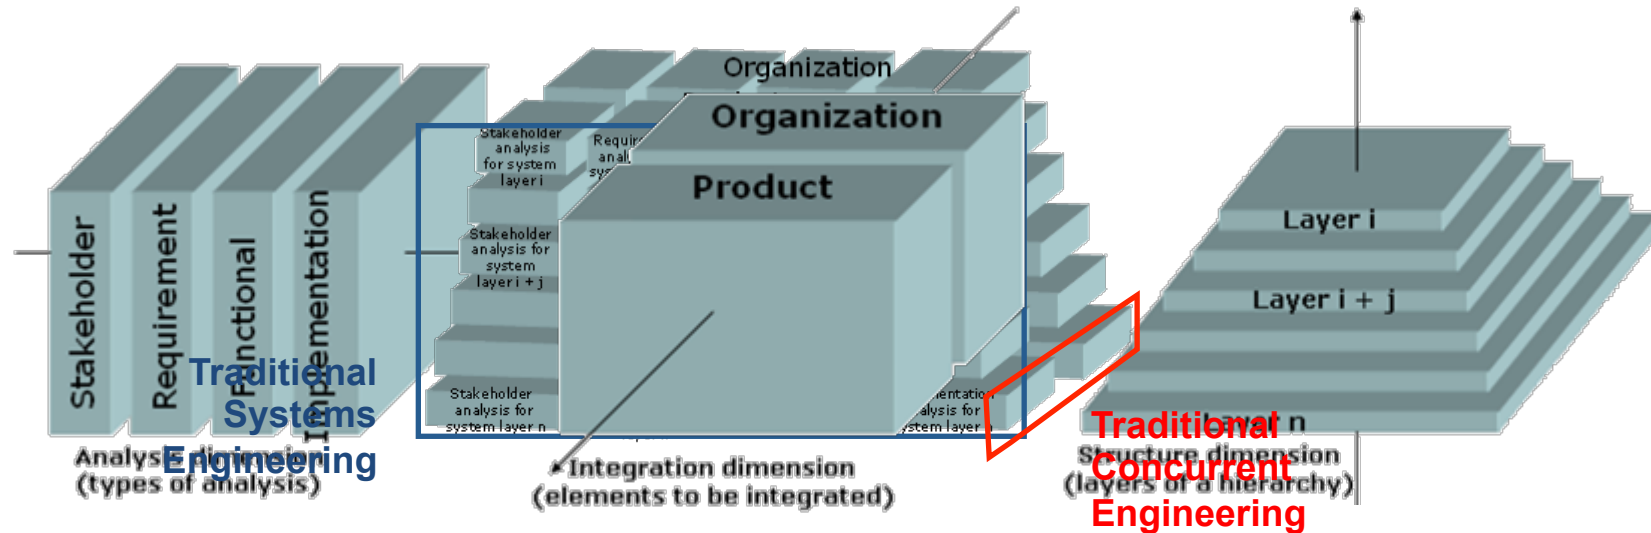 Stakeholder
Requirement
Functional
Implementation
Analysis dimension
(types of analysis)
Traditional
Systems
Engineering
Organization
Organization
Product
Stakeholder
analysis
for system
layer i
Stakeholder
analysis for
system
layer i + j
Stakeholder
analysis for
system layer n
system layer n
Integration dimension
(elements to be integrated)
Layer i
Layer i + j
Layer n
Structure dimension
(layers of a hierarchy)
Traditional
Concurrent
Engineering